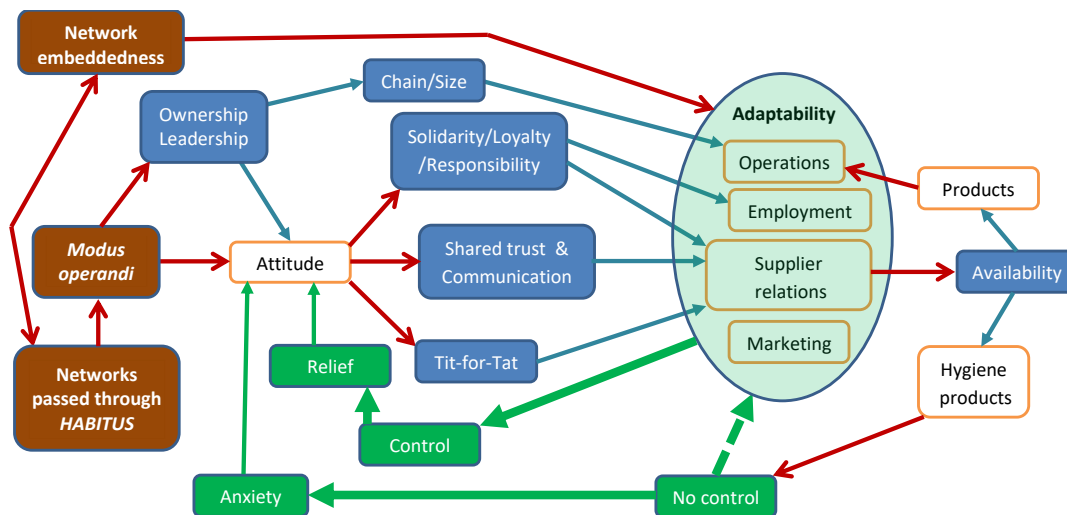 Network
embeddedness
Chain/Size
Ownership
Leadership
Adaptability
Solidarity/Loyalty
/Responsibility
Operations
Products
Employment
Modus
operandi
Attitude
Shared trust & 
Communication
Supplier
relations
Availability
Marketing
Networks
passed through
HABITUS
Relief
Tit-for-Tat
Hygiene
products
Control
Anxiety
No control